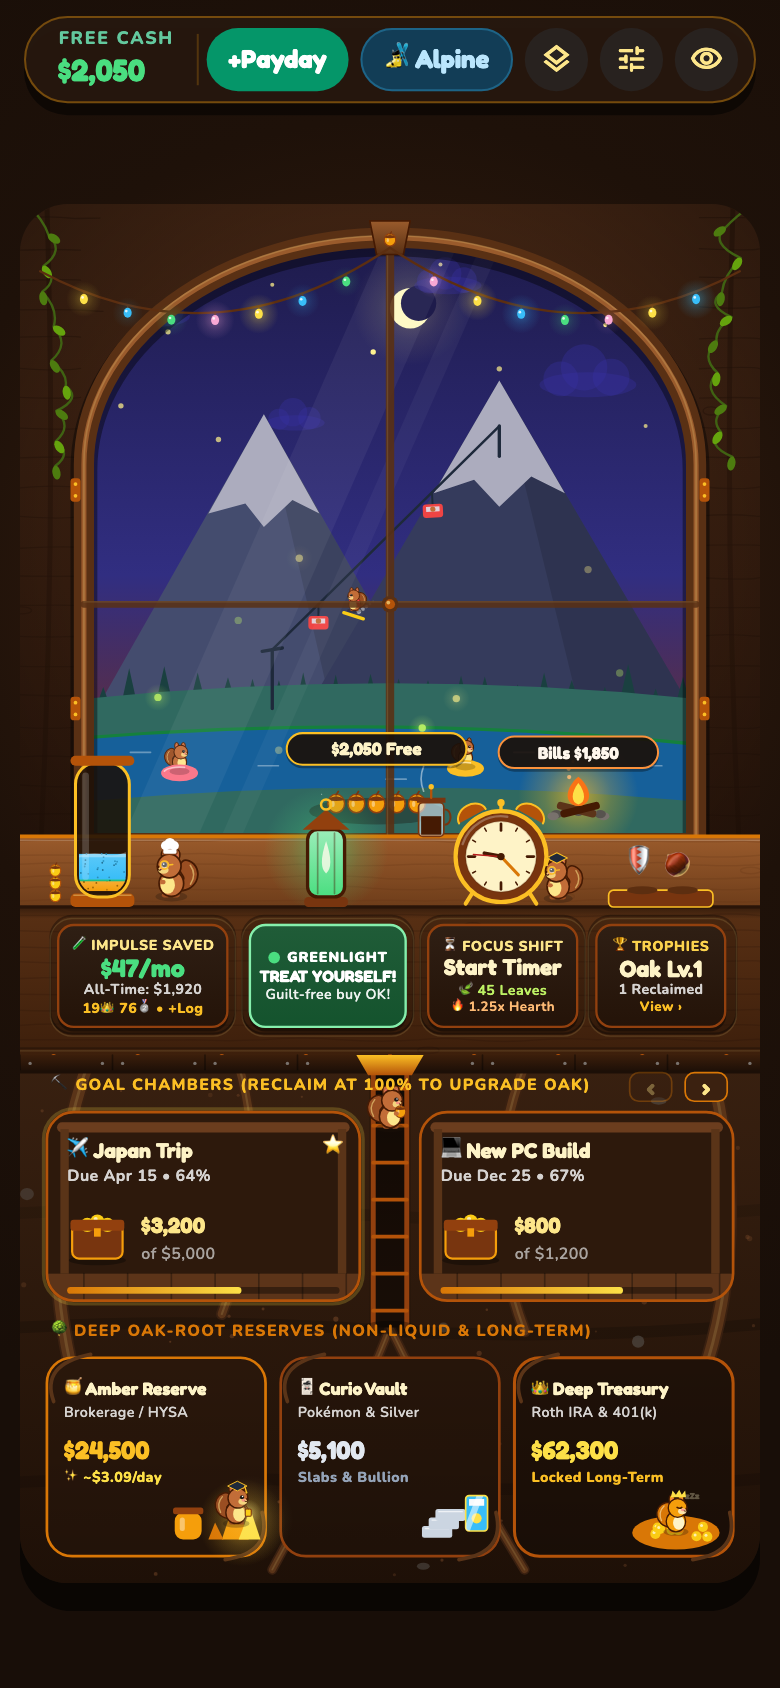 FREE CASH
$2,050
+Payday
Alpine
$2,050 Free
Bills $1,850
IMPULSE SAVED
$47/mo
All-Time: $1,920
19 76 • +Log
GREENLIGHT
TREAT YOURSELF!
Guilt-free buy OK!
FOCUS SHIFT
Start Timer
45 Leaves
1.25x Hearth
TROPHIES
Oak Lv.1
1 Reclaimed
View ›
GOAL CHAMBERS (RECLAIM AT 100% TO UPGRADE OAK)
Japan Trip
Due Apr 15 • 64%
$3,200
of $5,000
New PC Build
Due Dec 25 • 67%
$800
of $1,200
DEEP OAK-ROOT RESERVES (NON-LIQUID & LONG-TERM)
Amber Reserve
Brokerage / HYSA
$24,500
~$3.09/day
Curio Vault
Pokémon & Silver
$5,100
Slabs & Bullion
Deep Treasury
Roth IRA & 401(k)
$62,300
Locked Long-Term